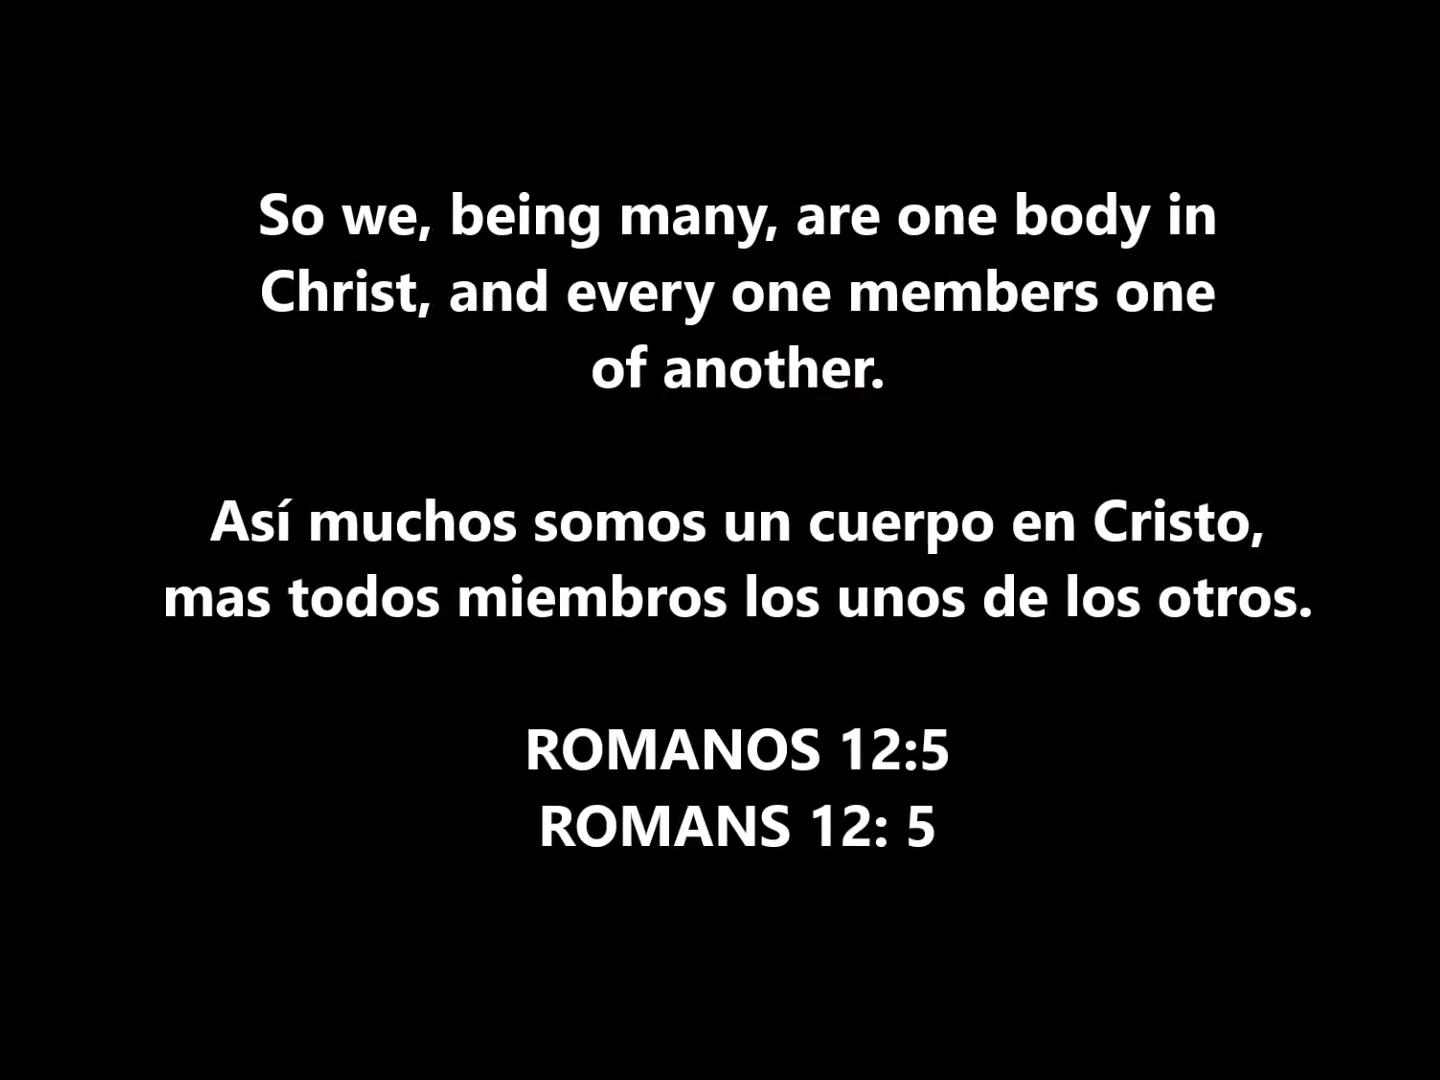 So we, being many, are one body in
Christ, and every one members one
of another.
Así muchos somos un cuerpo en Cristo,
mas todos miembros los unos de los otros.
ROMANOS 12:5
ROMANS 12: 5